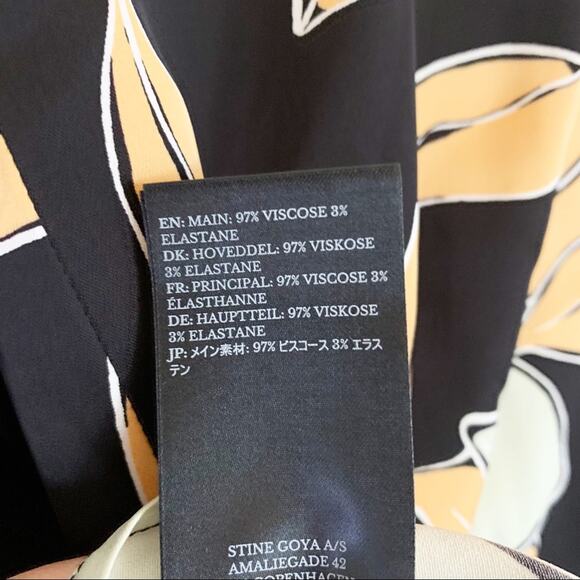 EN: MAIN: 97% VISCOSE 3%
ELASTANE
DK: HOVEDDEL: 97% VISKOSE
3% ELASTANE
FR: PRINCIPAL: 97% VISCOSE 3%
ÉLASTHANNE
DE: HAUPTTEIL: 97% VISKOSE
3% ELASTANE
JP: メイン素材: 97% ビスコース 3% エラス
テン
STINE GOYA A/S
AMALIEGADE 42
COPENHAGEN